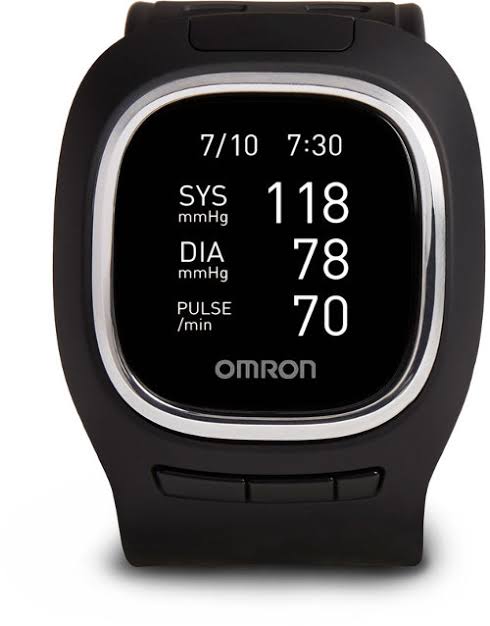 7/10 7:30
SYS mmHg 118
DIA mmHg 78
PULSE /min 70
OMRON